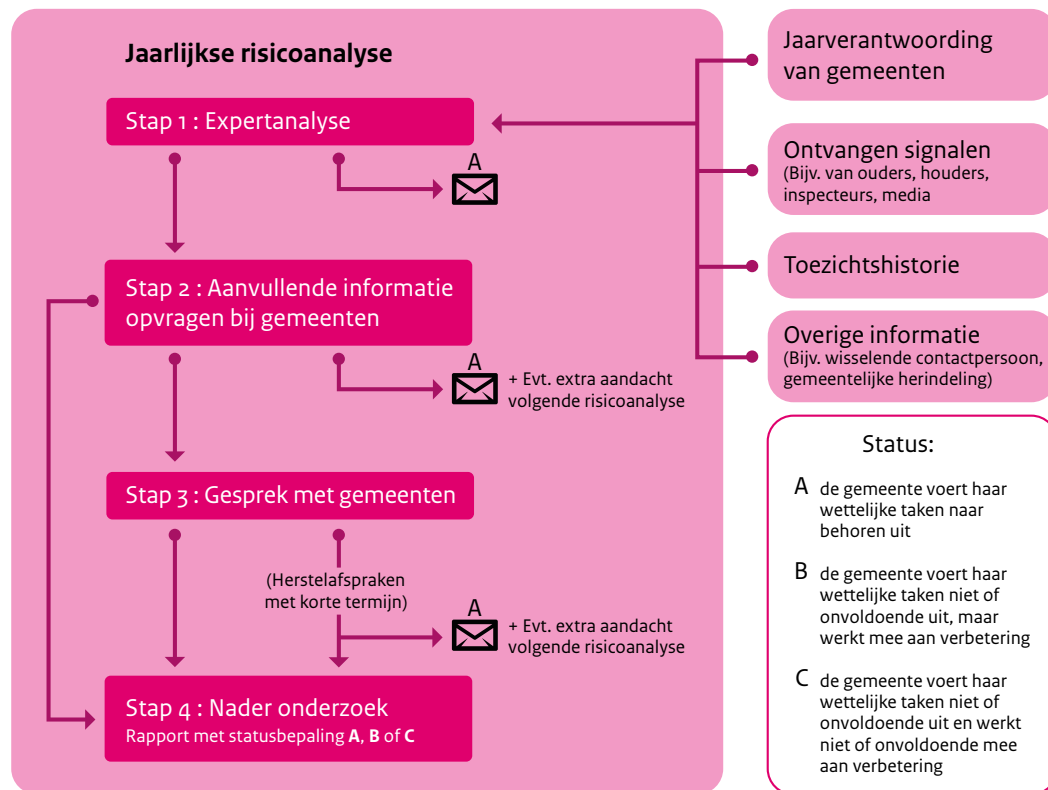 Jaarlijkse risicoanalyse
Stap 1 : Expertanalyse
A
Stap 2 : Aanvullende informatie
opvragen bij gemeenten
A
+ Evt. extra aandacht
volgende risicoanalyse
Stap 3 : Gesprek met gemeenten
(Herstelafspraken
met korte termijn)
A
+ Evt. extra aandacht
volgende risicoanalyse
Stap 4 : Nader onderzoek
Rapport met statusbepaling A, B of C
Jaarverantwoording
van gemeenten
Ontvangen signalen
(Bijv. van ouders, houders,
inspecteurs, media
Toezichtshistorie
Overige informatie
(Bijv. wisselende contactpersoon,
gemeentelijke herindeling)
Status:
A de gemeente voert haar
wettelijke taken naar
behoren uit
B de gemeente voert haar
wettelijke taken niet of
onvoldoende uit, maar
werkt mee aan verbetering
C de gemeente voert haar
wettelijke taken niet of
onvoldoende uit en werkt
niet of onvoldoende mee
aan verbetering